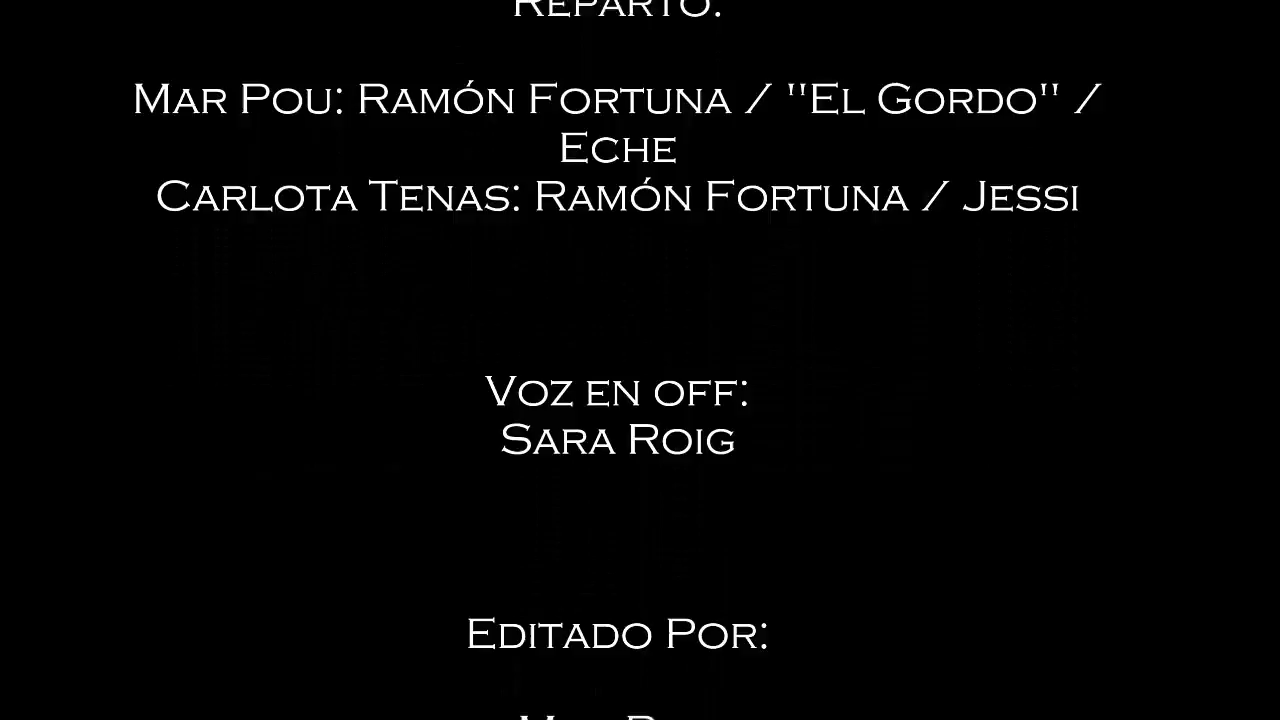 Reparto:
Mar Pou: Ramón Fortuna / "El Gordo" /
Eche
Carlota Tenas: Ramón Fortuna / Jessi
Voz en off:
Sara Roig
Editado Por: